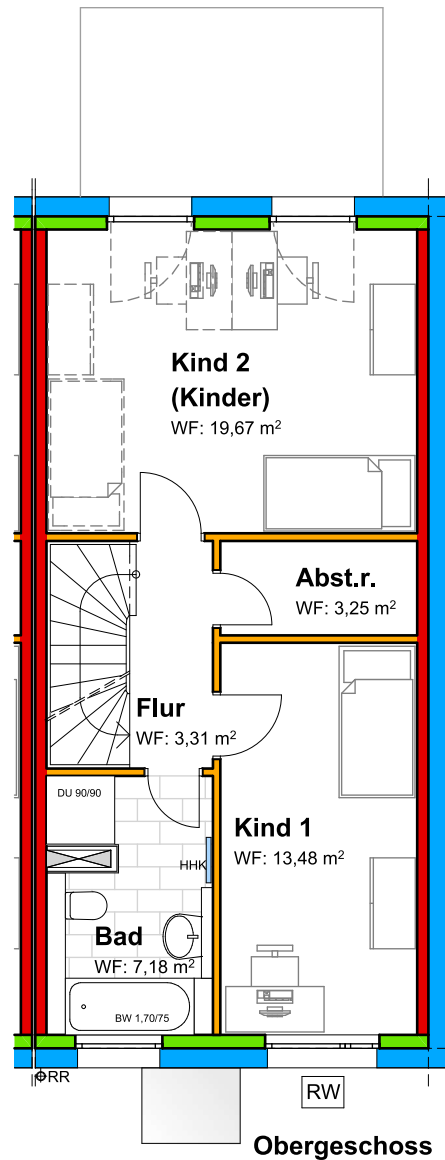 Kind 2
(Kinder)
WF: 19,67 m²
Abst.r.
WF: 3,25 m²
Flur
WF: 3,31 m²
DU 90/90
Kind 1
WF: 13,48 m²
HHK
Bad
WF: 7,18 m²
BW 1,70/75
RR
RW
Obergeschoss